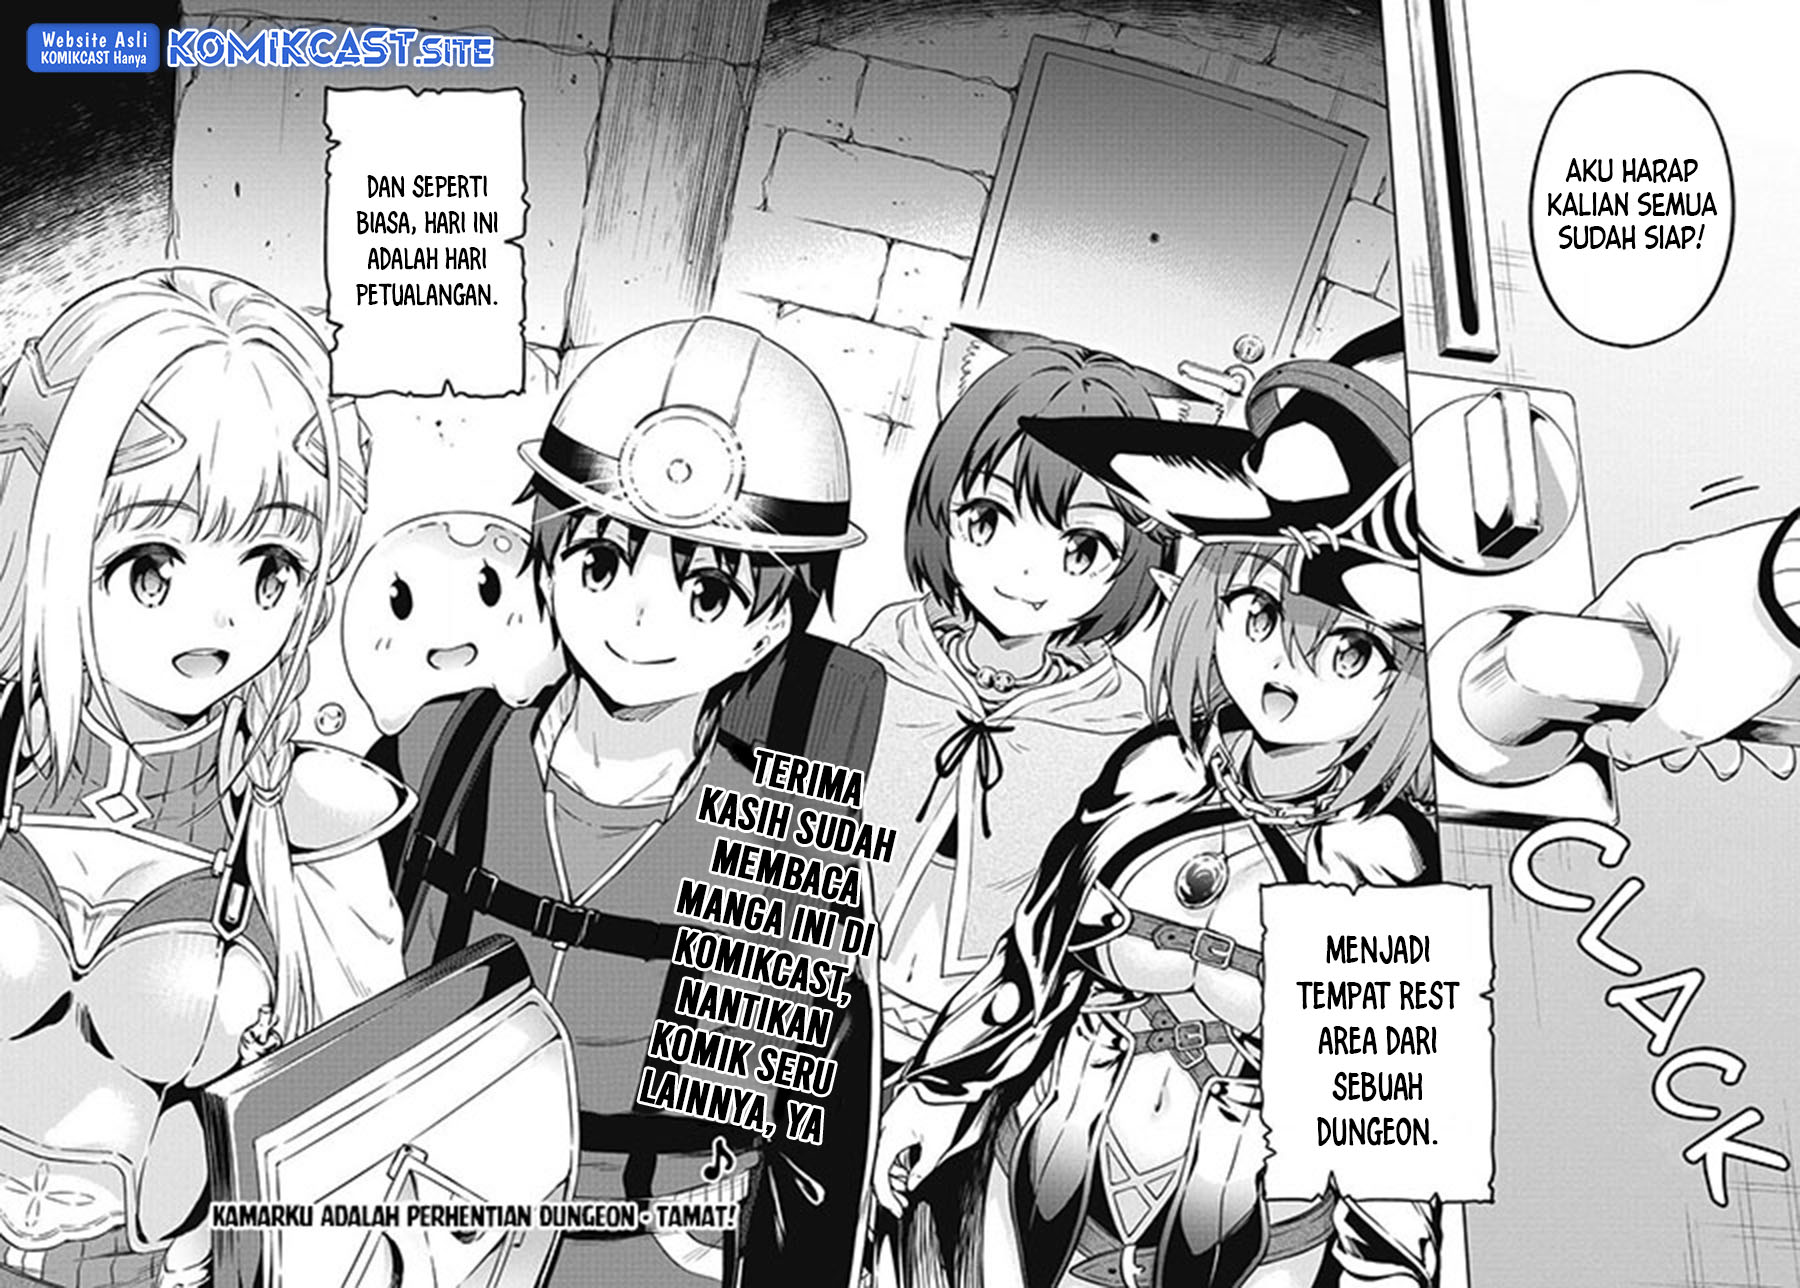 Website Asli
KOMIKCAST Hanya
KOMIKCAST.SITE
AKU HARAP
KALIAN SEMUA
SUDAH SIAP!
DAN SEPERTI
BIASA, HARI INI
ADALAH HARI
PETUALANGAN.
CLACK
MENJADI
TEMPAT REST
AREA DARI
SEBUAH
DUNGEON.
TERIMA
KASIH SUDAH
MEMBACA
MANGA INI DI
KOMIKCAST,
NANTIKAN
KOMIK SERU
LAINNYA, YA
KAMARKU ADALAH PERHENTIAN DUNGEON - TAMAT!